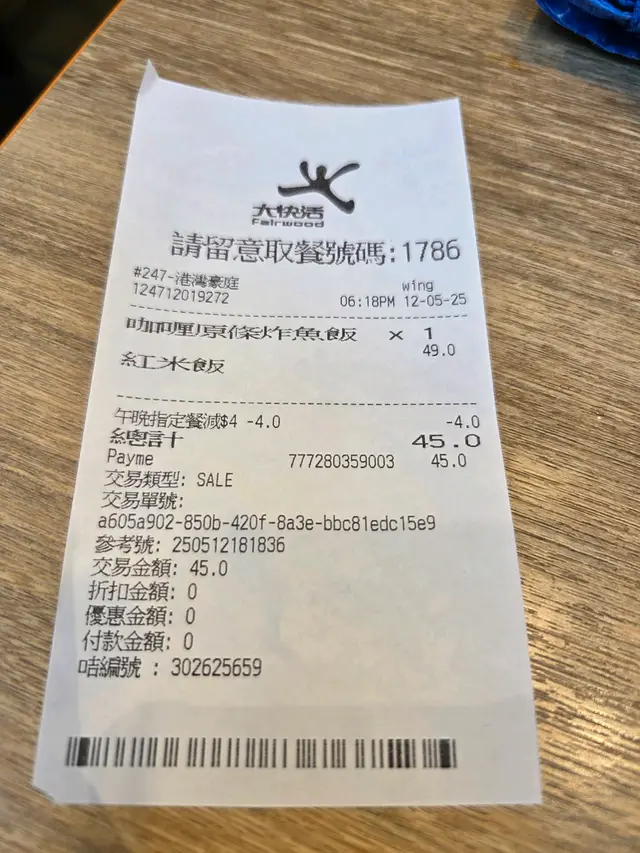 大快活
Fairwood
請留意取餐號碼:1786
#247-港灣豪庭 wing
124712019272 06:18PM 12-05-25
咖喱原條炸魚飯 x 1
49.0
紅米飯
午晚指定餐減$4 -4.0 -4.0
總計 45.0
Payme 777280359003 45.0
交易類型: SALE
交易單號:
a605a902-850b-420f-8a3e-bbc81edc15e9
參考號: 250512181836
交易金額: 45.0
折扣金額: 0
優惠金額: 0
付款金額: 0
咭編號 : 302625659